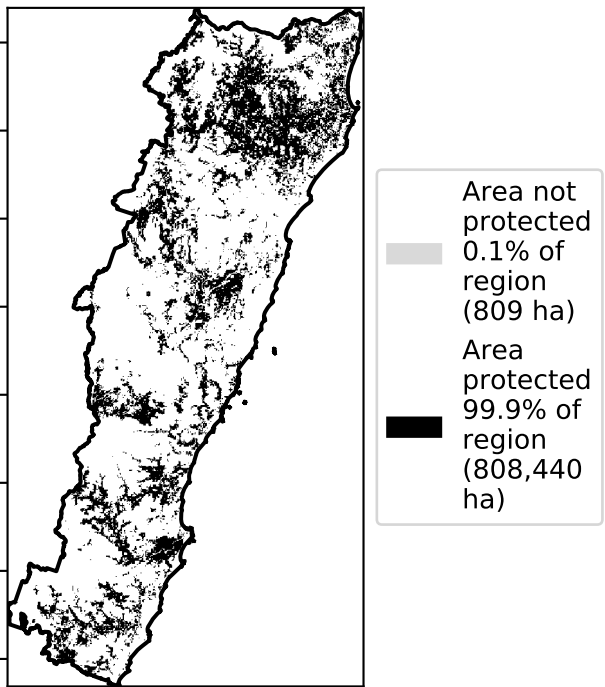 Area not
protected
0.1% of
region
(809 ha)
Area
protected
99.9% of
region
(808,440
ha)